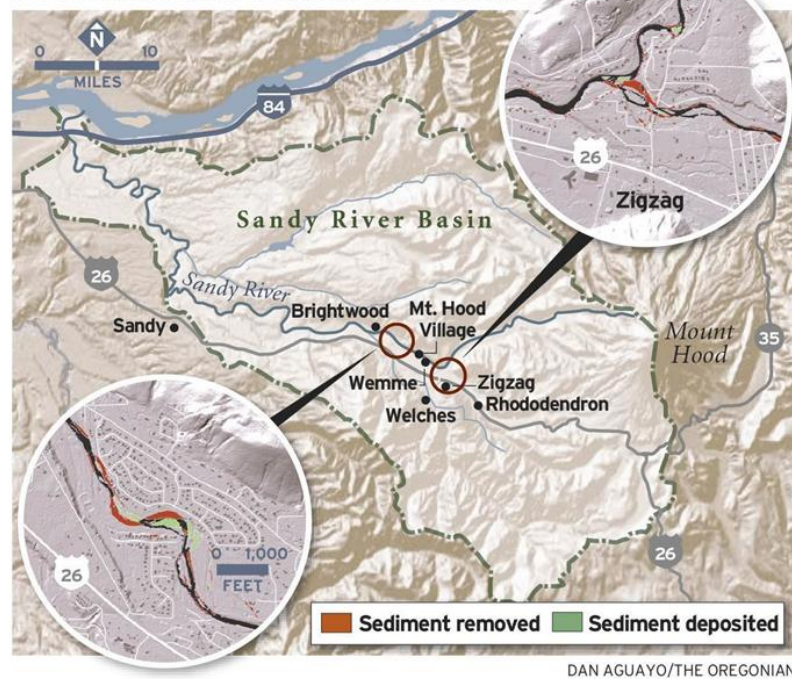 N
0 10
MILES
84
26
Zigzag
Sandy River Basin
26
Sandy River
Brightwood
Mt. Hood
Village
Sandy
Mount
Hood
35
Wemme
Zigzag
Welches
Rhododendron
0 1,000
FEET
26
26
Sediment removed
Sediment deposited
DAN AGUAYO/THE OREGONIAN